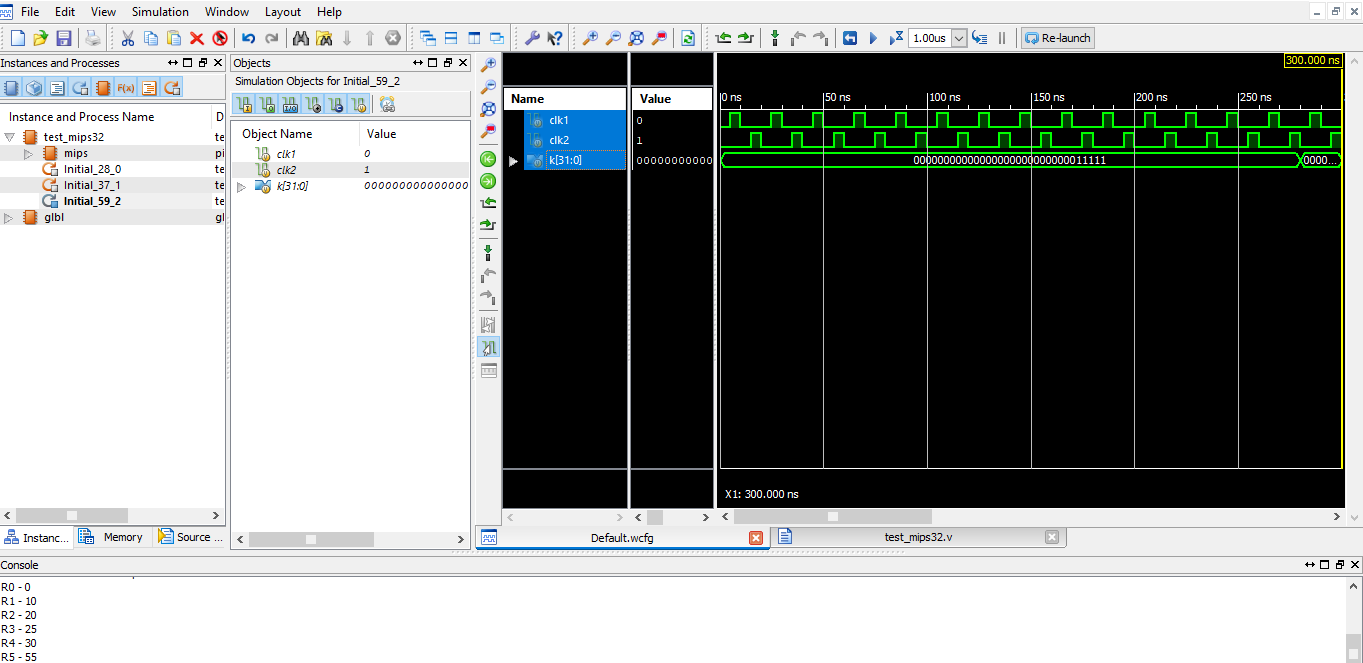 File Edit View Simulation Window Layout Help
1.00us Re-launch
Instances and Processes
Instance and Process Name D
test_mips32 te
mips pi
Initial_28_0 te
Initial_37_1 te
Initial_59_2 te
glbl gl
Instanc... Memory Source ...
Objects
Simulation Objects for Initial_59_2
Object Name Value
clk1 0
clk2 1
k[31:0] 000000000000000
Name Value
clk1 0
clk2 1
k[31:0] 00000000000
300.000 ns
0 ns 50 ns 100 ns 150 ns 200 ns 250 ns
00000000000000000000000000011111 0000...
X1: 300.000 ns
Default.wcfg test_mips32.v
Console
R0 - 0
R1 - 10
R2 - 20
R3 - 25
R4 - 30
R5 - 55